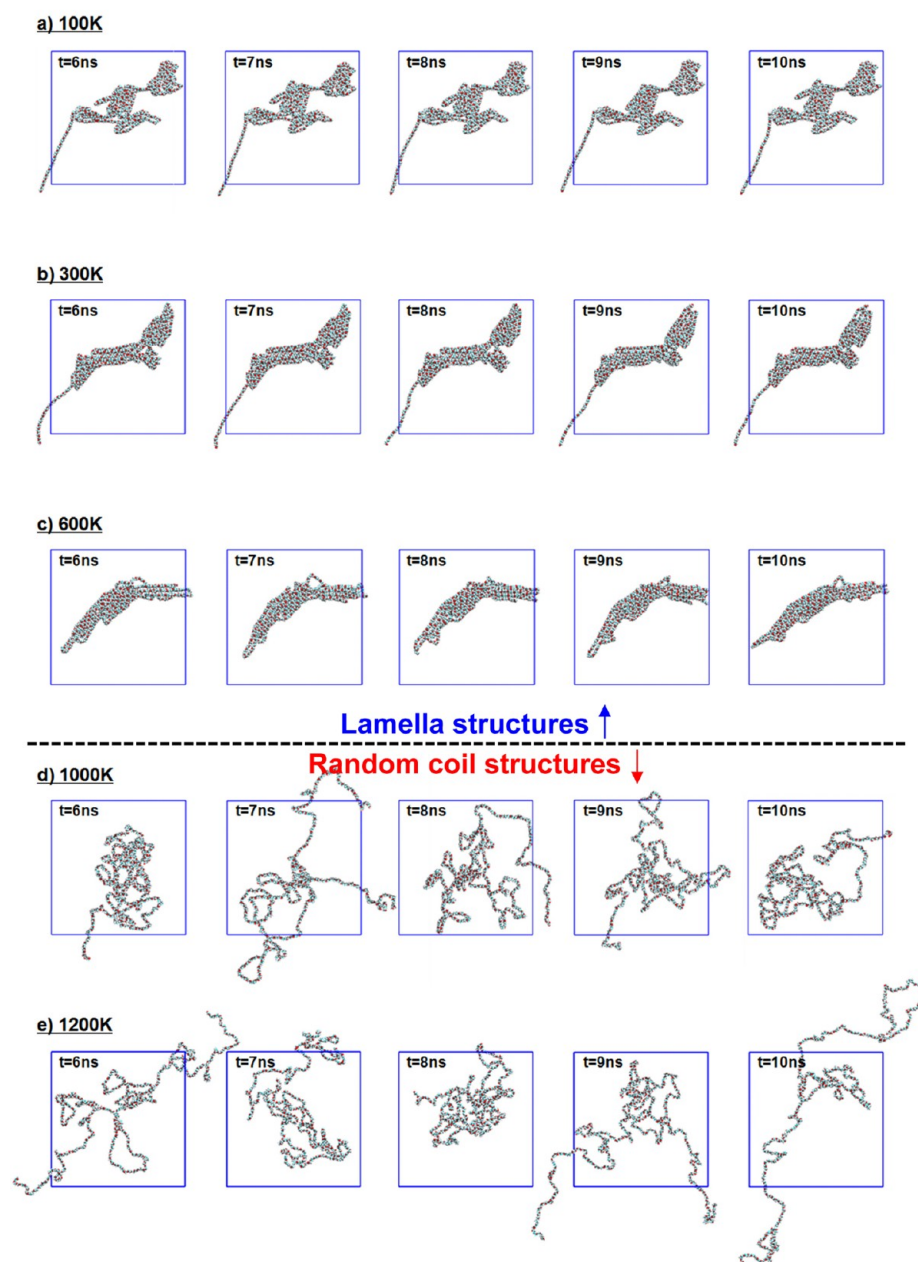 a) 100K
t=6ns t=7ns t=8ns t=9ns t=10ns
b) 300K
t=6ns t=7ns t=8ns t=9ns t=10ns
c) 600K
t=6ns t=7ns t=8ns t=9ns t=10ns
Lamella structures ↑
Random coil structures ↓
d) 1000K
t=6ns t=7ns t=8ns t=9ns t=10ns
e) 1200K
t=6ns t=7ns t=8ns t=9ns t=10ns